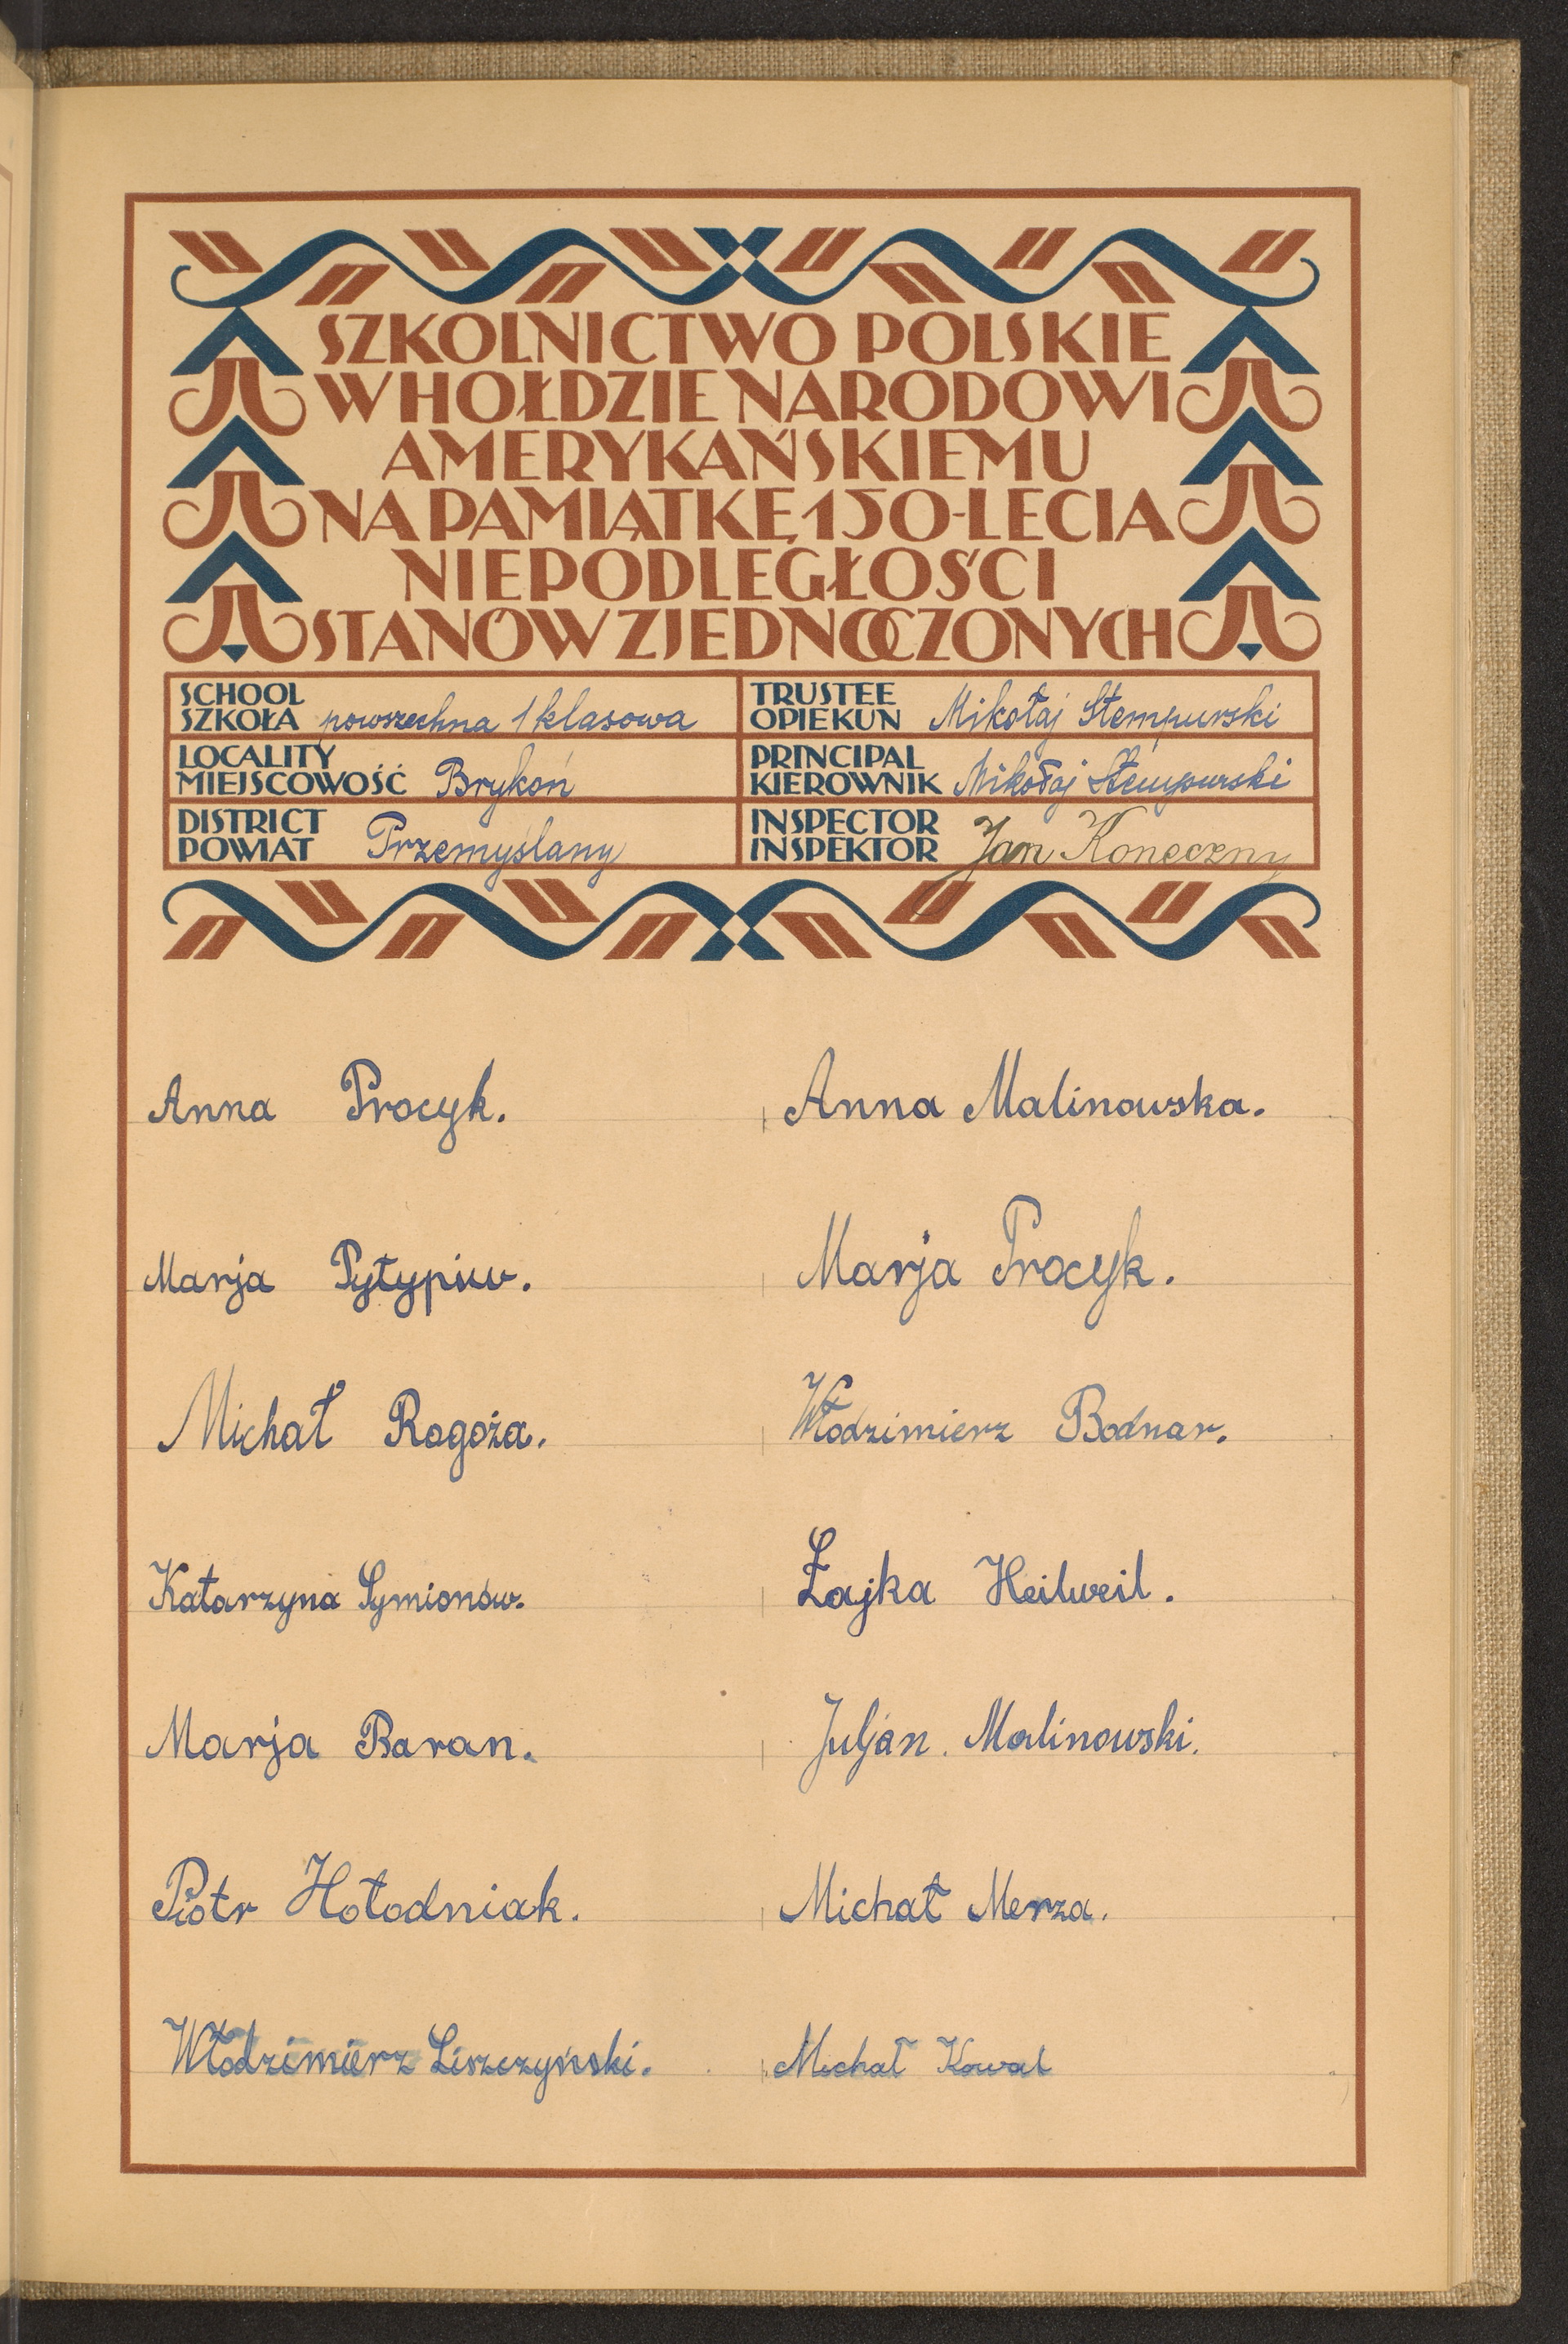 SZKOLNICTWO POLSKIE
W HOŁDZIE NARODOWI
AMERYKAŃSKIEMU
NA PAMIĄTKĘ 150-LECIA
NIEPODLEGŁOŚCI
STANÓW ZJEDNOCZONYCH
SCHOOL
SZKOŁA powszechna 1 klasowa
TRUSTEE
OPIEKUN Mikołaj Stempurski
LOCALITY
MIEJSCOWOŚĆ Brykoń
PRINCIPAL
KIEROWNIK Mikołaj Stempurski
DISTRICT
POWIAT Przemyślany
INSPECTOR
INSPEKTOR Jan Koneczny
Anna Procyk.
Anna Malinowska.
Marja Pytypiw.
Marja Procyk.
Michał Rogoża.
Włodzimierz Bodnar.
Katarzyna Symionów.
Łajka Heilweil.
Marja Baran.
Juljan. Malinowski.
Piotr Hołodniak.
Michał Merza.
Włodzimierz Liszczyński.
Michał Kowal